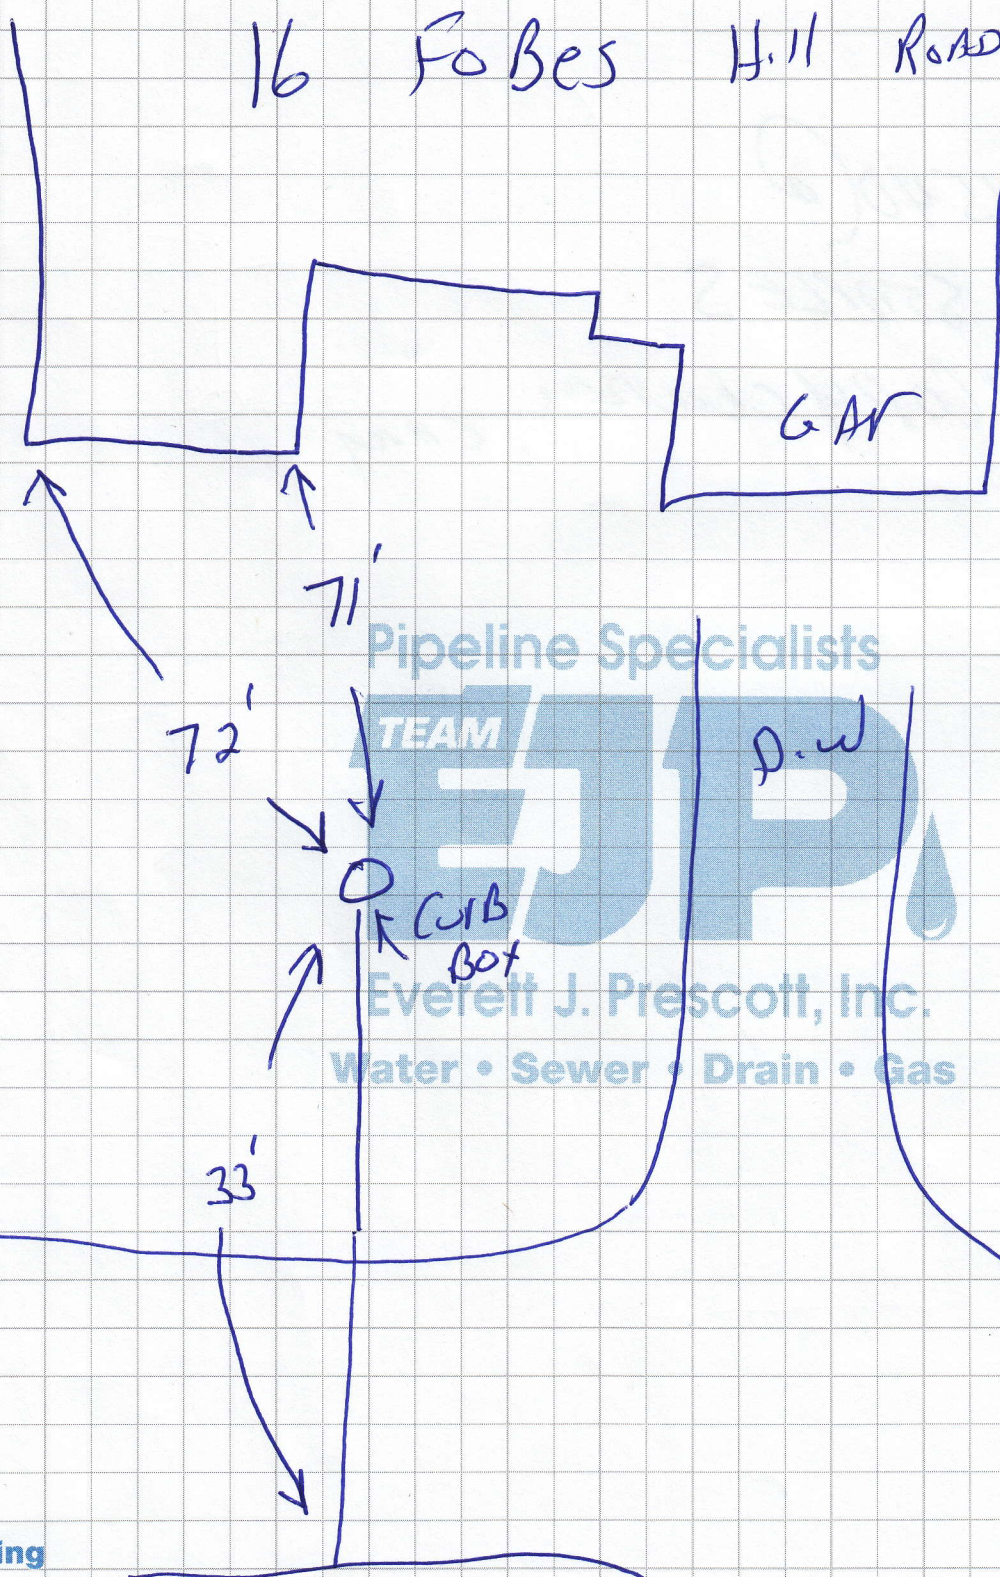 16 FoBes Hill RoAD
GAr
71'
Pipeline Specialists
72'
TEAM
EJP
D.W
CurB
Box
Everett J. Prescott, Inc.
Water • Sewer • Drain • Gas
33'
ing